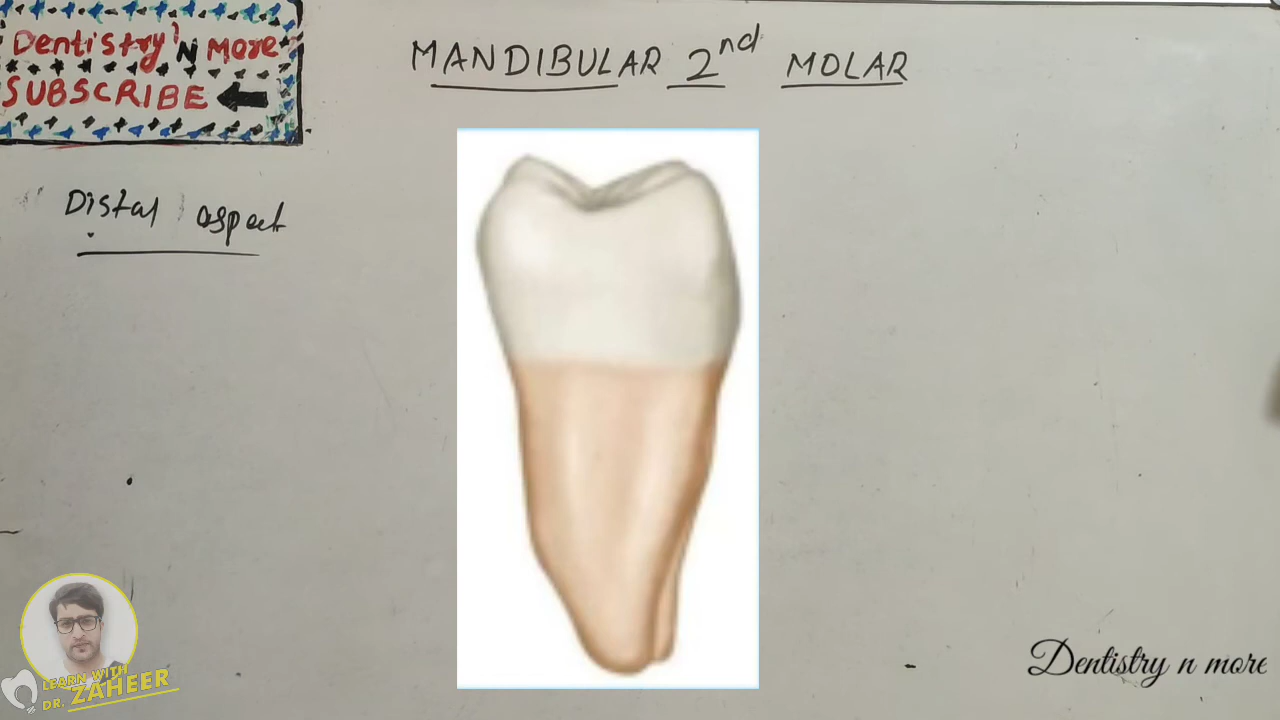 Dentistry'N More
SUBSCRIBE
MANDIBULAR 2nd MOLAR
Distal aspect
LEARN WITH
DR. ZAHEER
Dentistry n more